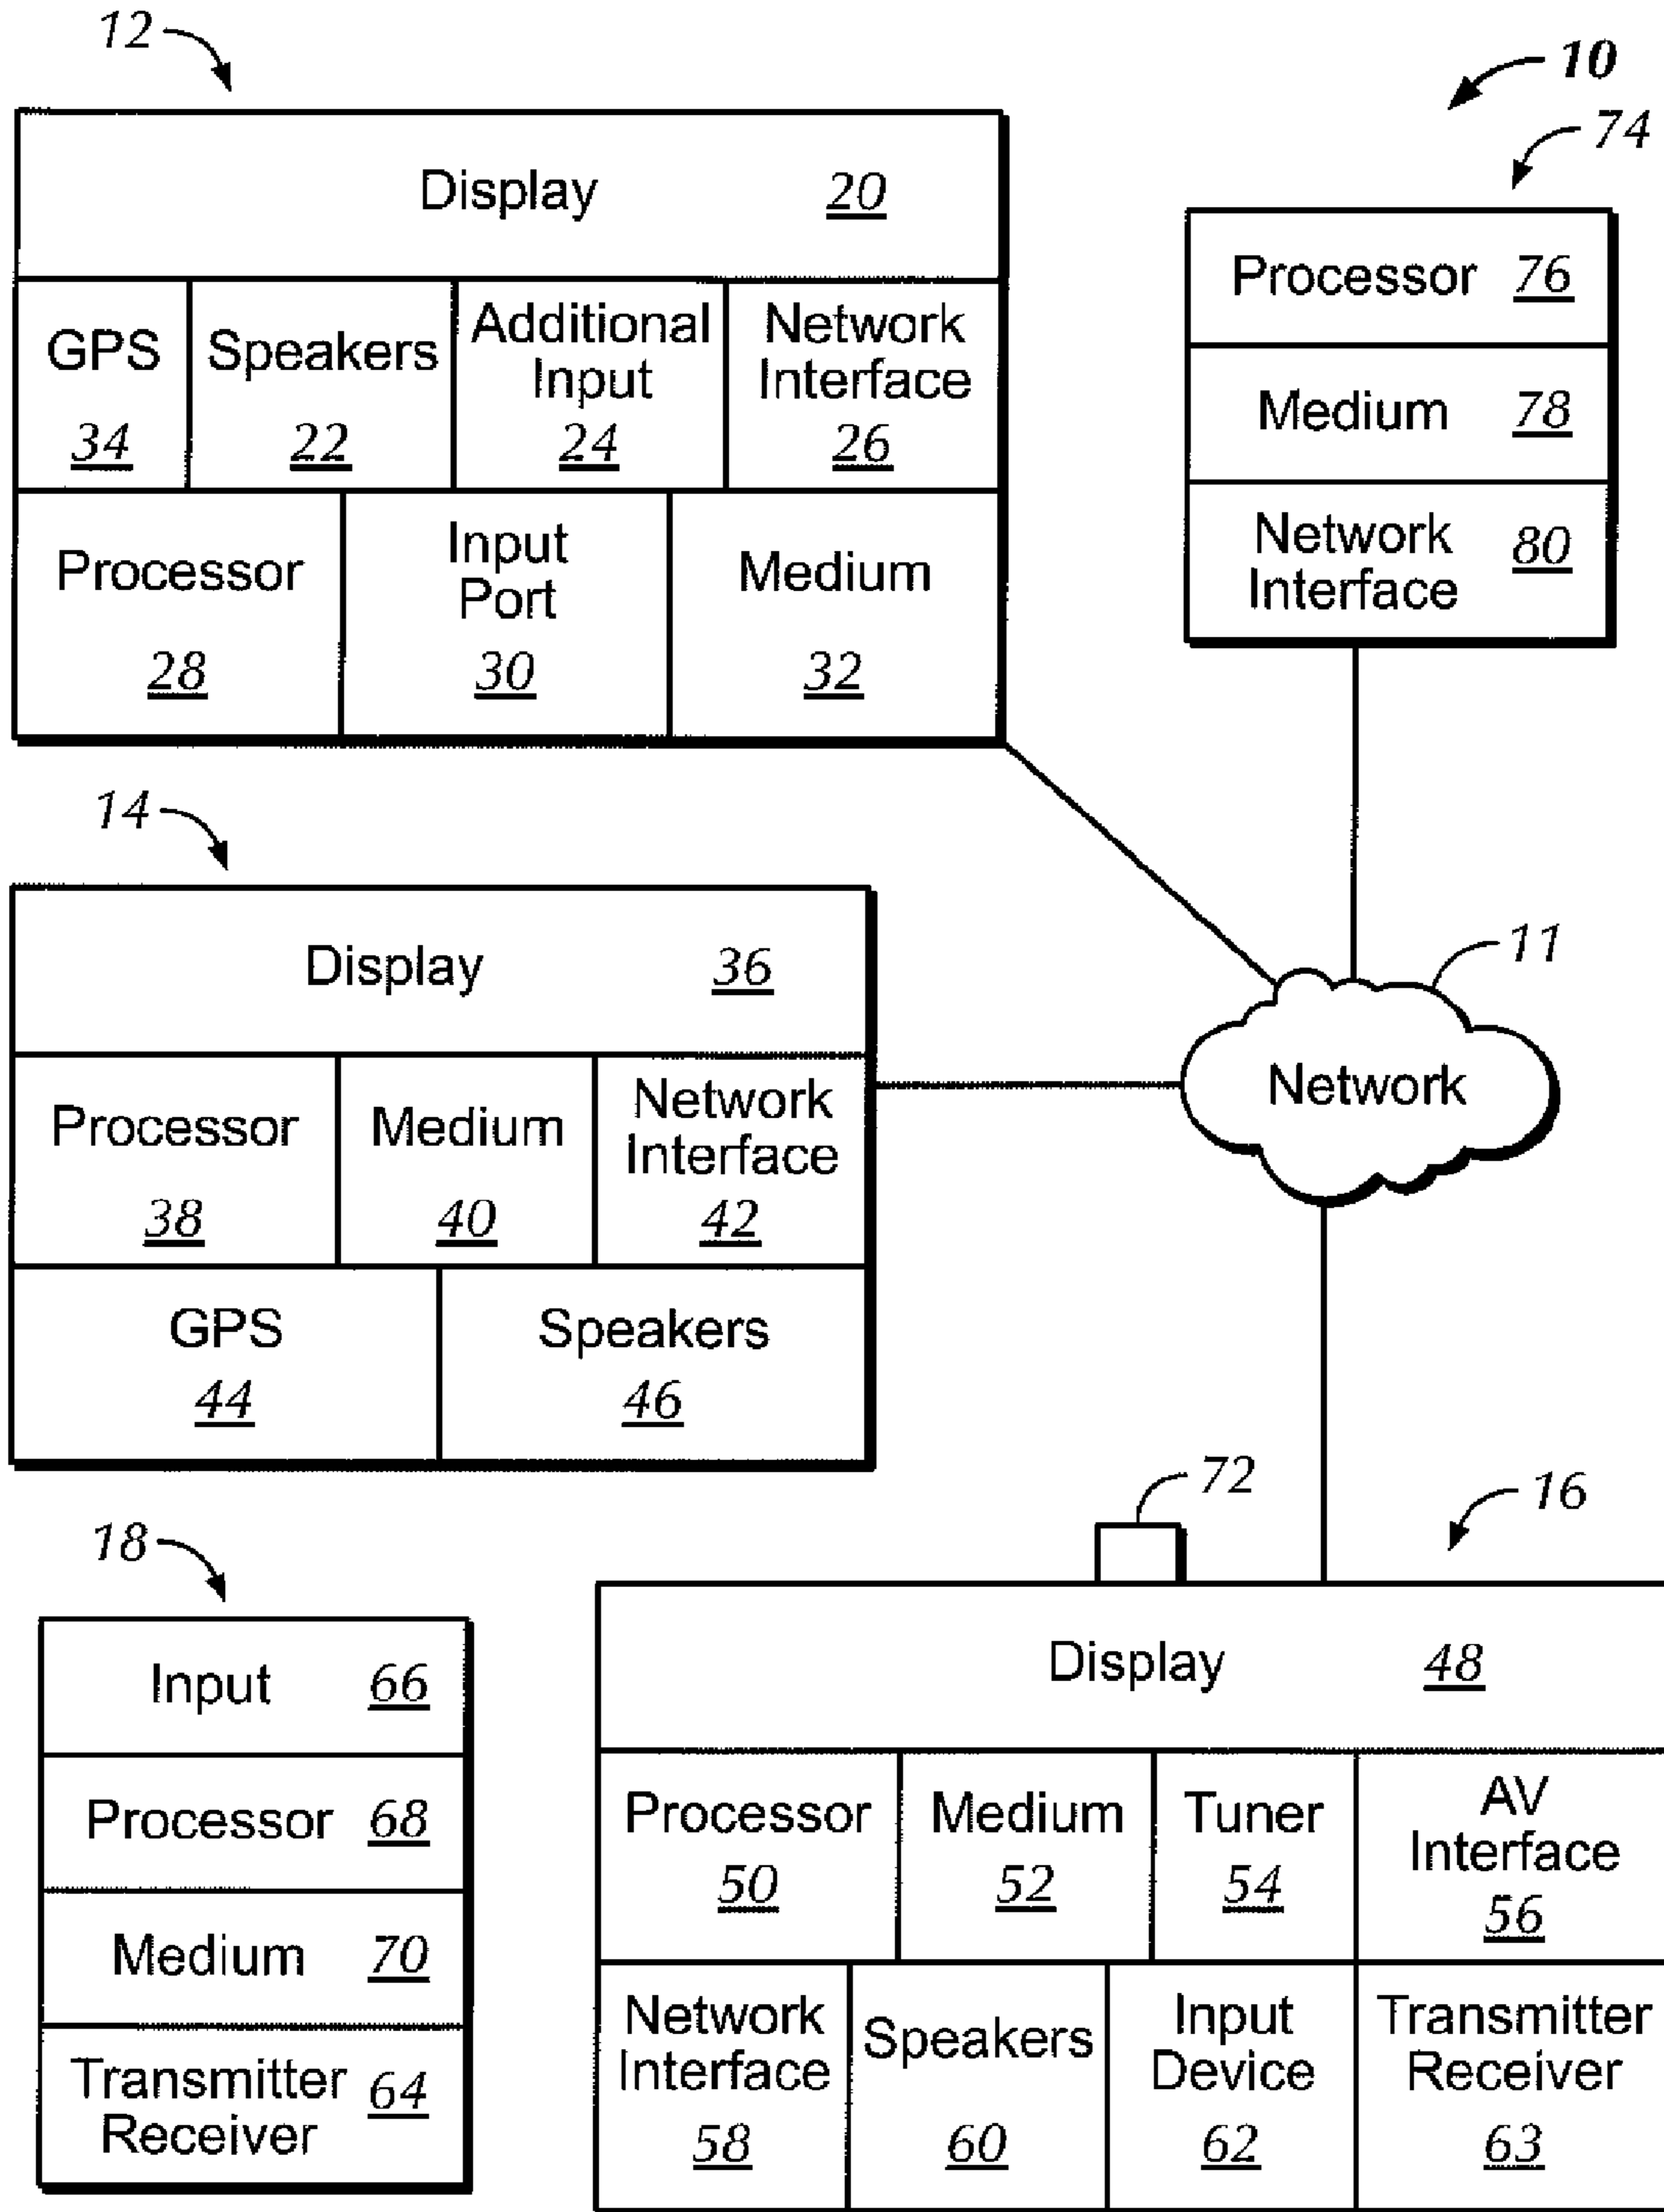 12
10
74
Display 20
GPS
34
Speakers
22
Additional
Input
24
Network
Interface
26
Processor
28
Input
Port
30
Medium
32
Processor 76
Medium 78
Network
Interface
80
14
Display 36
Processor
38
Medium
40
Network
Interface
42
GPS
44
Speakers
46
11
Network
18
Input 66
Processor 68
Medium 70
Transmitter
Receiver
64
72
16
Display 48
Processor
50
Medium
52
Tuner
54
AV
Interface
56
Network
Interface
58
Speakers
60
Input
Device
62
Transmitter
Receiver
63